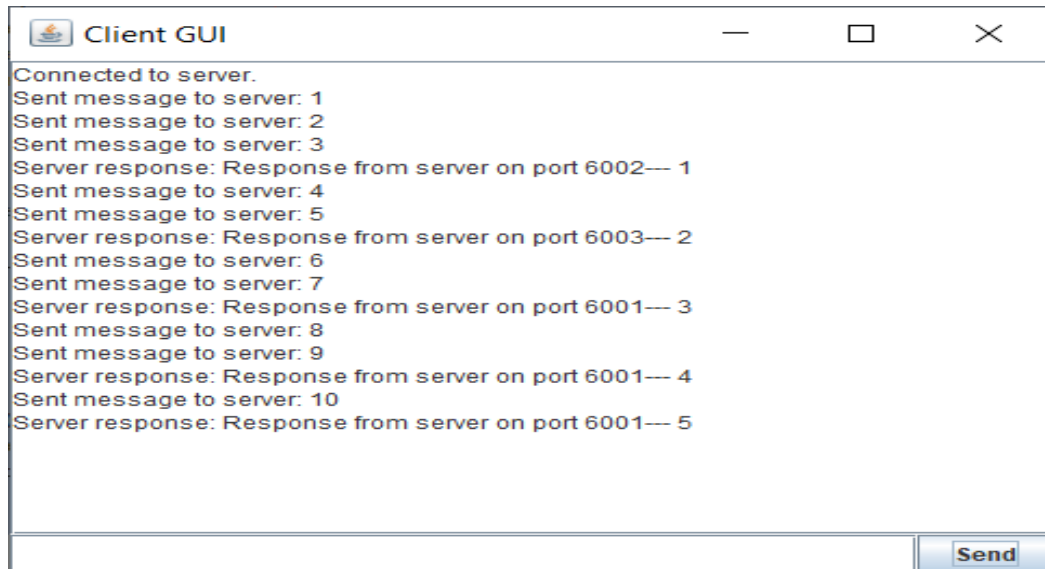 Client GUI
Connected to server.
Sent message to server: 1
Sent message to server: 2
Sent message to server: 3
Server response: Response from server on port 6002--- 1
Sent message to server: 4
Sent message to server: 5
Server response: Response from server on port 6003--- 2
Sent message to server: 6
Sent message to server: 7
Server response: Response from server on port 6001--- 3
Sent message to server: 8
Sent message to server: 9
Server response: Response from server on port 6001--- 4
Sent message to server: 10
Server response: Response from server on port 6001--- 5
Send